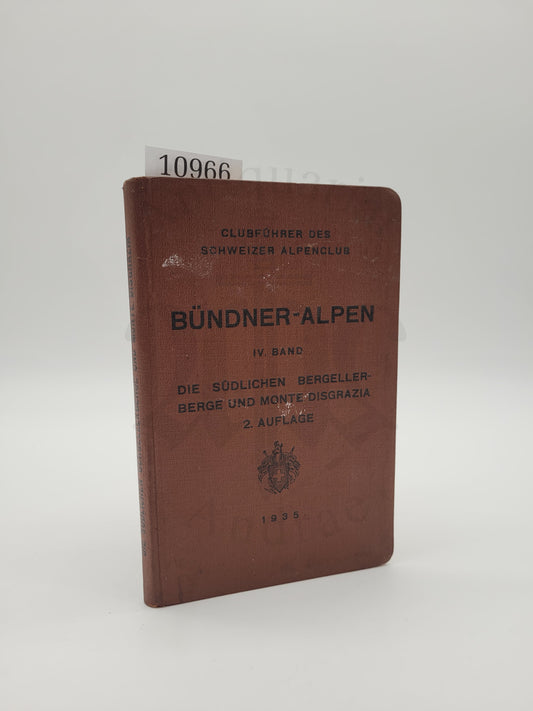 10966
CLUBFÜHRER DES
SCHWEIZER ALPENCLUB
BÜNDNER-ALPEN
IV. BAND
DIE SÜDLICHEN BERGELLER-
BERGE UND MONTE DISGRAZIA
2. AUFLAGE
1935